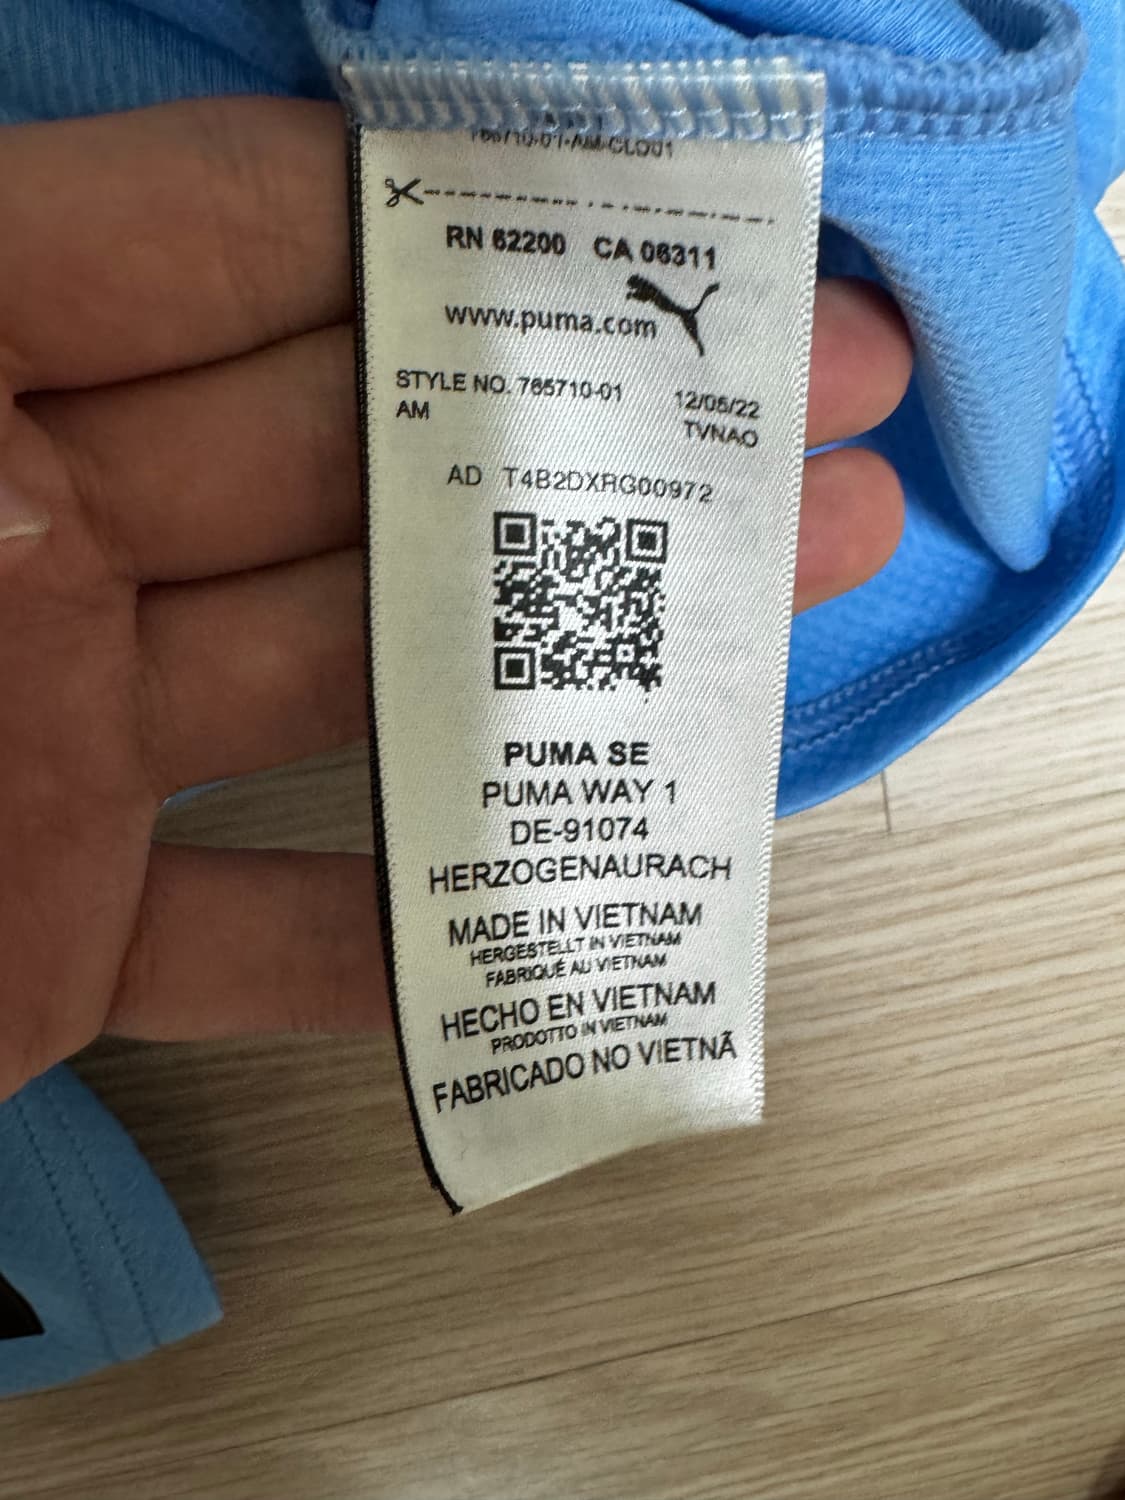 RN 62200 CA 06311
www.puma.com
STYLE NO. 765710-01 12/05/22
AM TVNAO
AD T4B2DXRG00972
PUMA SE
PUMA WAY 1
DE-91074
HERZOGENAURACH
MADE IN VIETNAM
HERGESTELLT IN VIETNAM
FABRIQUÉ AU VIETNAM
HECHO EN VIETNAM
PRODOTTO IN VIETNAM
FABRICADO NO VIETNÃ